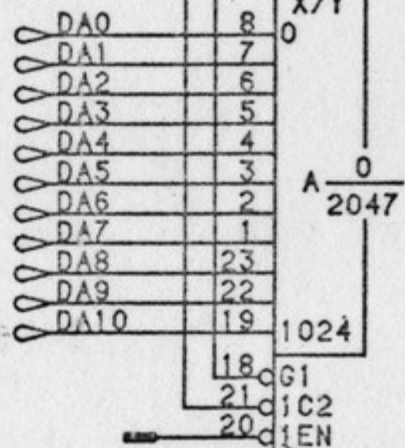 X/Y
DA0 8 0
DA1 7
DA2 6
DA3 5
DA4 4
DA5 3
A 0
2047
DA6 2
DA7 1
DA8 23
DA9 22
DA10 19 1024
18 G1
21 1C2
20 1EN